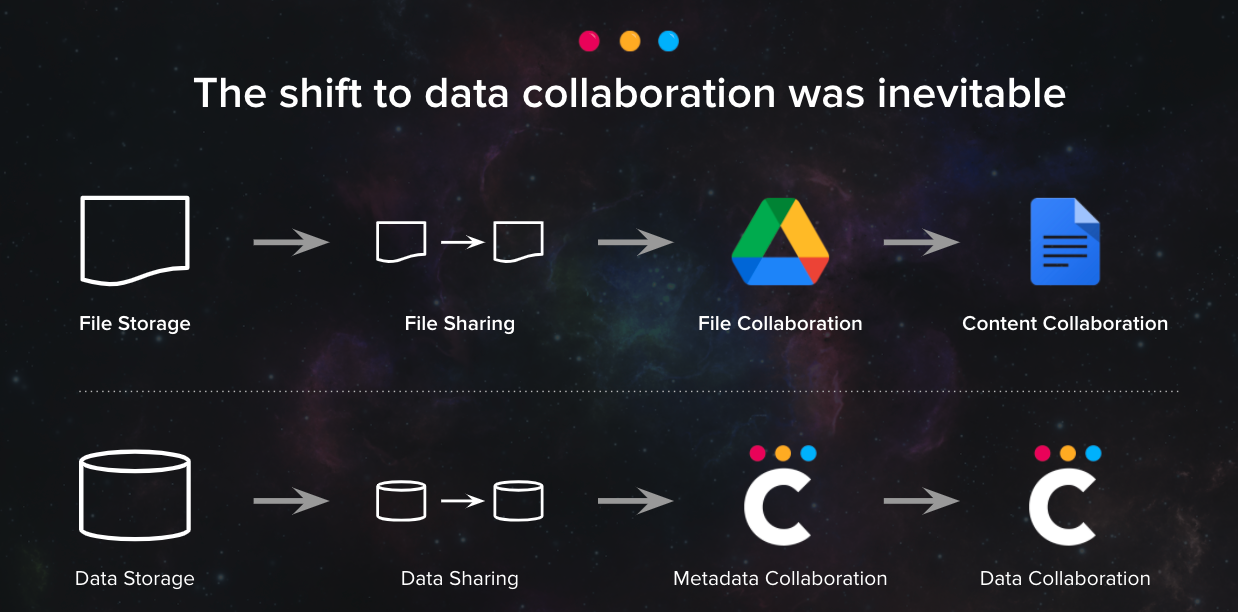 The shift to data collaboration was inevitable
File Storage
File Sharing
File Collaboration
Content Collaboration
Data Storage
Data Sharing
Metadata Collaboration
Data Collaboration